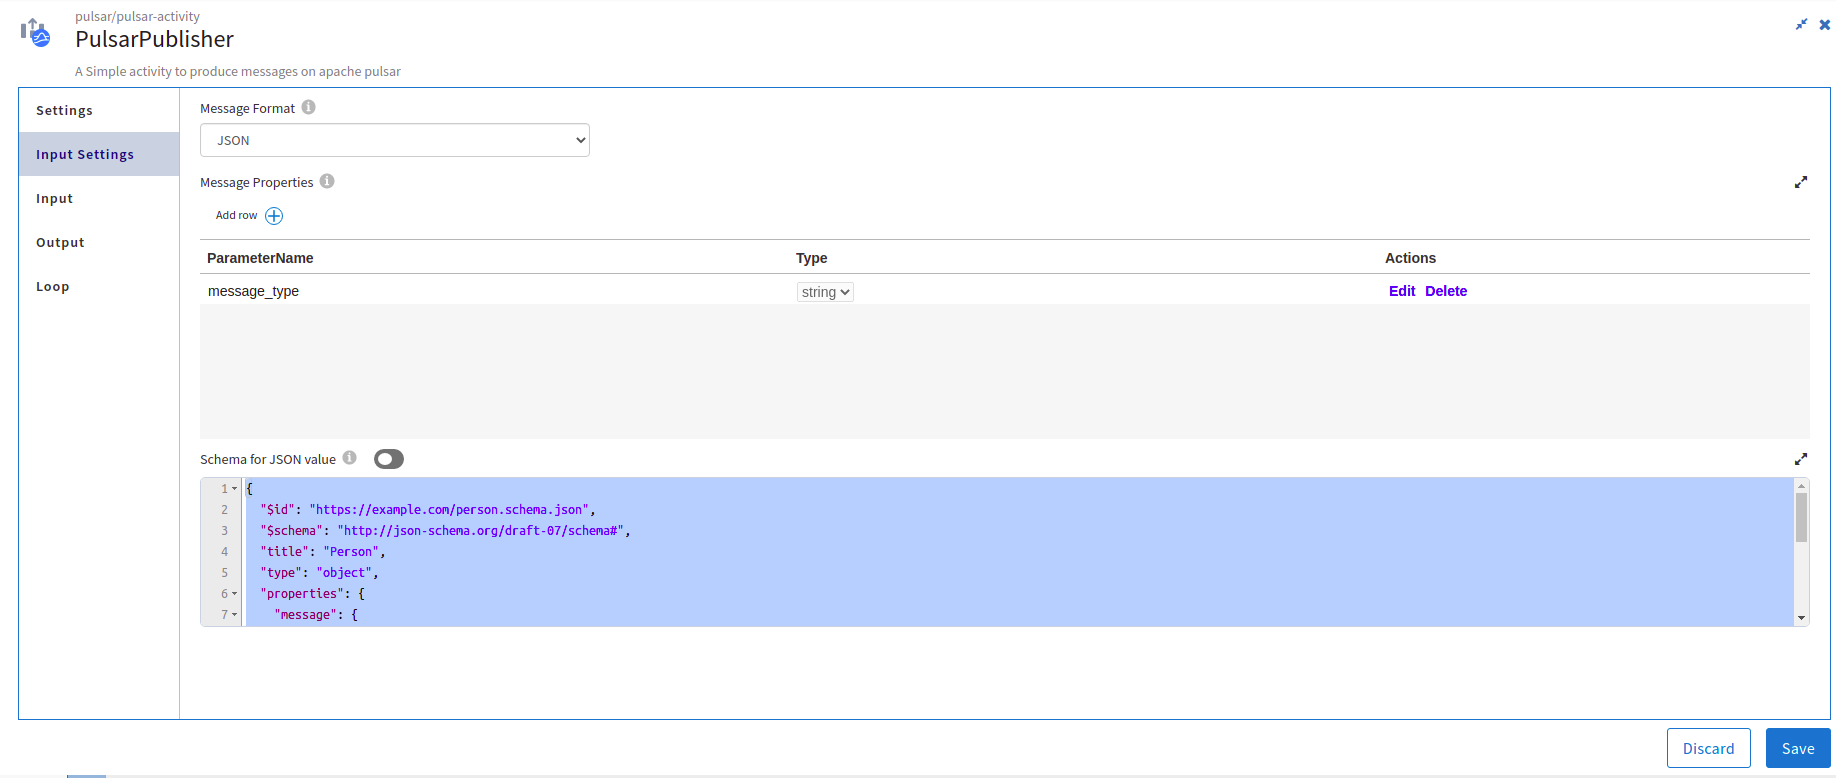 pulsar/pulsar-activity
PulsarPublisher
A Simple activity to produce messages on apache pulsar
Settings
Input Settings
Input
Output
Loop
Message Format
JSON
Message Properties
Add row
ParameterName Type Actions
message_type string Edit Delete
Schema for JSON value
1 {
2 "$id": "https://example.com/person.schema.json",
3 "$schema": "http://json-schema.org/draft-07/schema#",
4 "title": "Person",
5 "type": "object",
6 "properties": {
7 "message": {
Discard Save